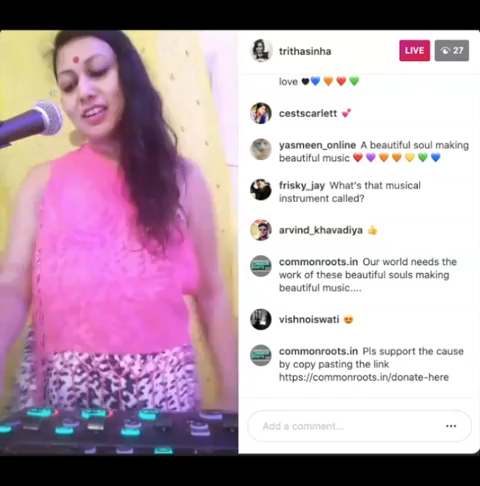 trithasinha
LIVE
27
love 🖤💙🧡❤️💚
cestscarlett 💕
yasmeen_online A beautiful soul making
beautiful music ❤️💜🧡🧡💛💚💙
frisky_jay What's that musical
instrument called?
arvind_khavadiya 👍
commonroots.in Our world needs the
work of these beautiful souls making
beautiful music....
vishnoiswati 😍
commonroots.in Pls support the cause
by copy pasting the link
https://commonroots.in/donate-here
Add a comment...